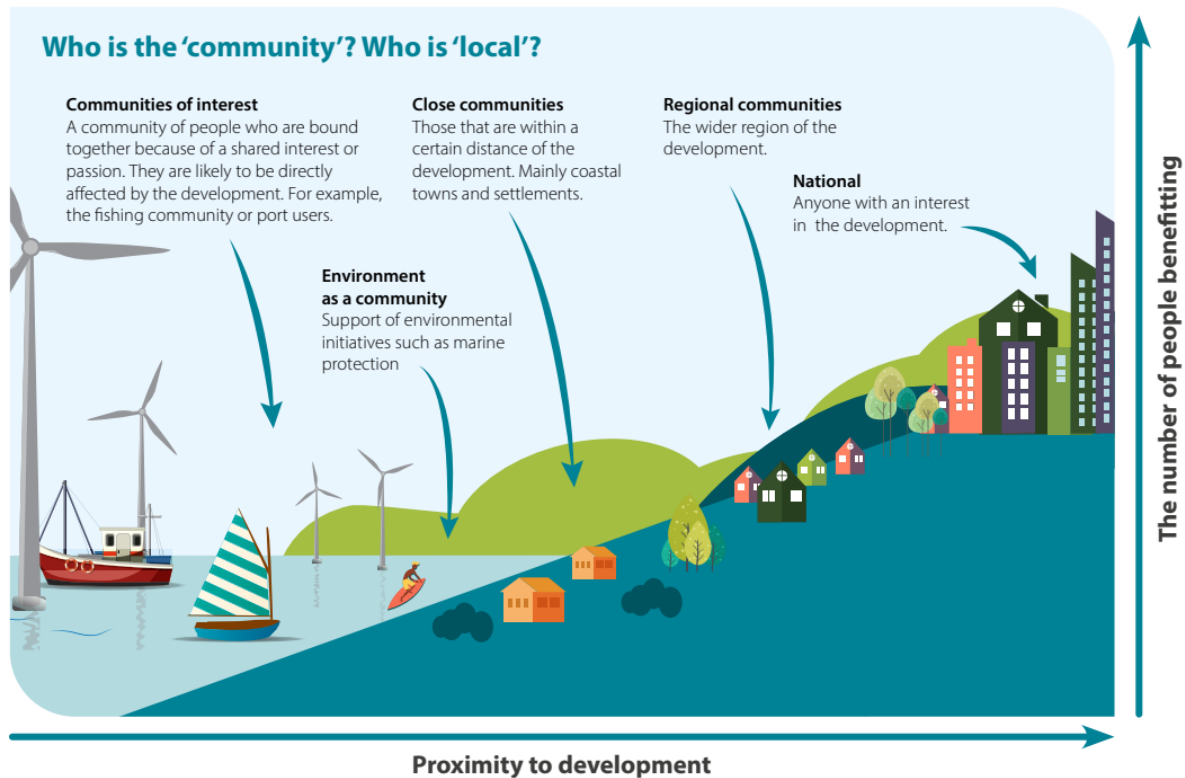 Who is the ‘community’? Who is ‘local’?
Communities of interest
A community of people who are bound
together because of a shared interest or
passion. They are likely to be directly
affected by the development. For example,
the fishing community or port users.
Environment
as a community
Support of environmental
initiatives such as marine
protection
Close communities
Those that are within a
certain distance of the
development. Mainly coastal
towns and settlements.
Regional communities
The wider region of the
development.
National
Anyone with an interest
in the development.
The number of people benefitting
Proximity to development